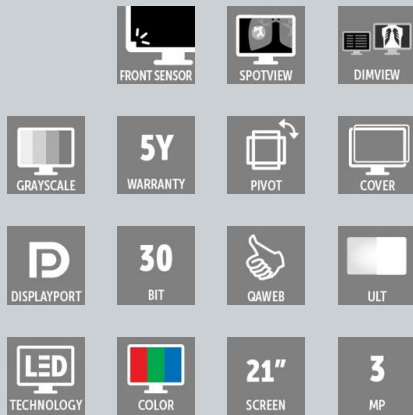 FRONT SENSOR
SPOTVIEW
DIMVIEW
GRAYSCALE
5Y
WARRANTY
PIVOT
COVER
D
DISPLAYPORT
30
BIT
QAWEB
ULT
LED
TECHNOLOGY
COLOR
21"
SCREEN
3
MP